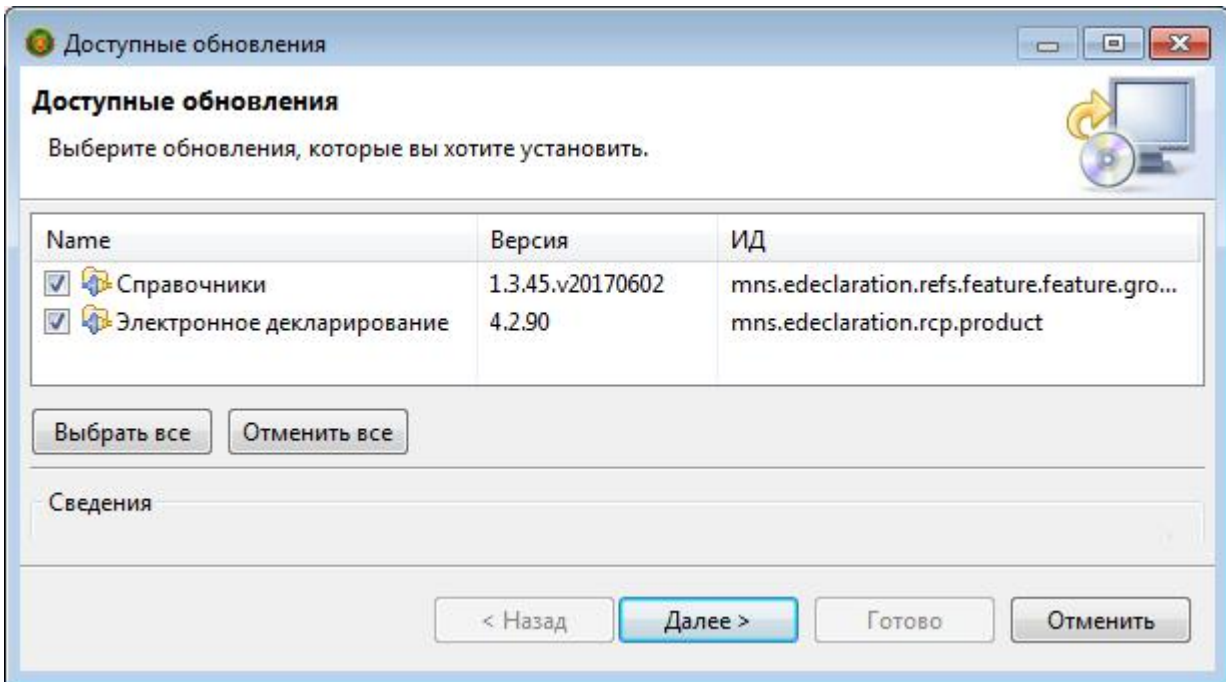 Доступные обновления
Доступные обновления
Выберите обновления, которые вы хотите установить.
Name Версия ИД
Справочники 1.3.45.v20170602 mns.edeclaration.refs.feature.feature.gro...
Электронное декларирование 4.2.90 mns.edeclaration.rcp.product
Выбрать все Отменить все
Сведения
< Назад Далее > Готово Отменить